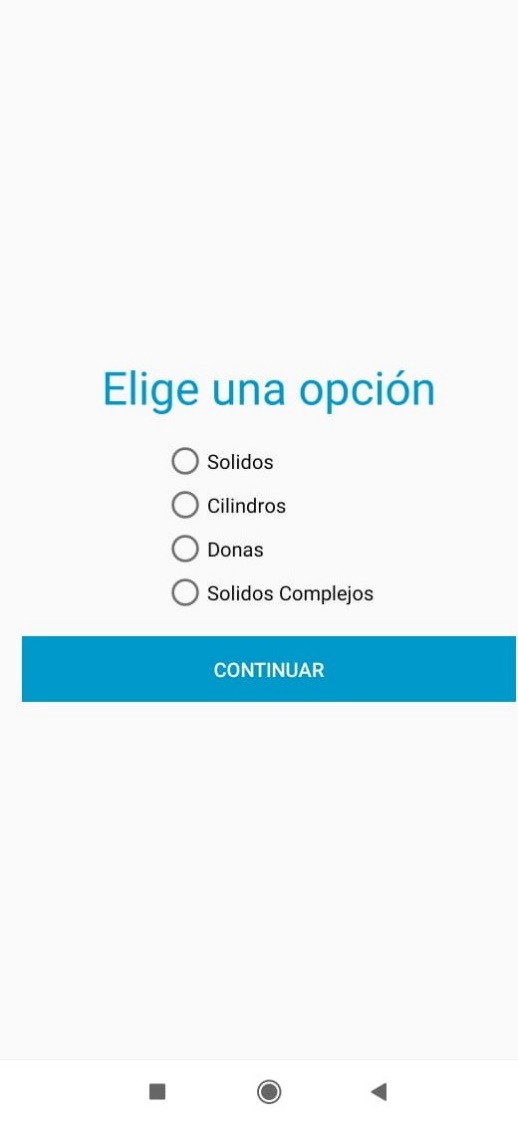 Elige una opción
Solidos
Cilindros
Donas
Solidos Complejos
CONTINUAR